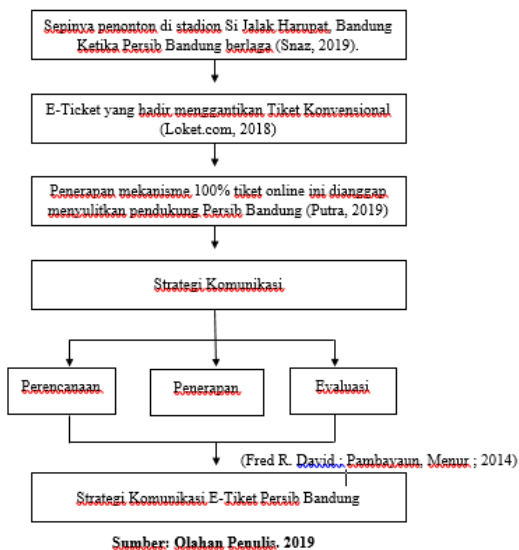 Sepinya penonton di stadion Si Jalak Harupat, Bandung
Ketika Persib Bandung berlaga (Snaz, 2019).
E-Ticket yang hadir menggantikan Tiket Konvensional
(Loket.com, 2018)
Penerapan mekanisme 100% tiket online ini dianggap
menyulitkan pendukung Persib Bandung (Putra, 2019)
Strategi Komunikasi
Perencanaan
Penerapan
Evaluasi
(Fred R. David ; Pambayaun, Menur ; 2014)
Strategi Komunikasi E-Tiket Persib Bandung
Sumber: Olahan Penulis. 2019